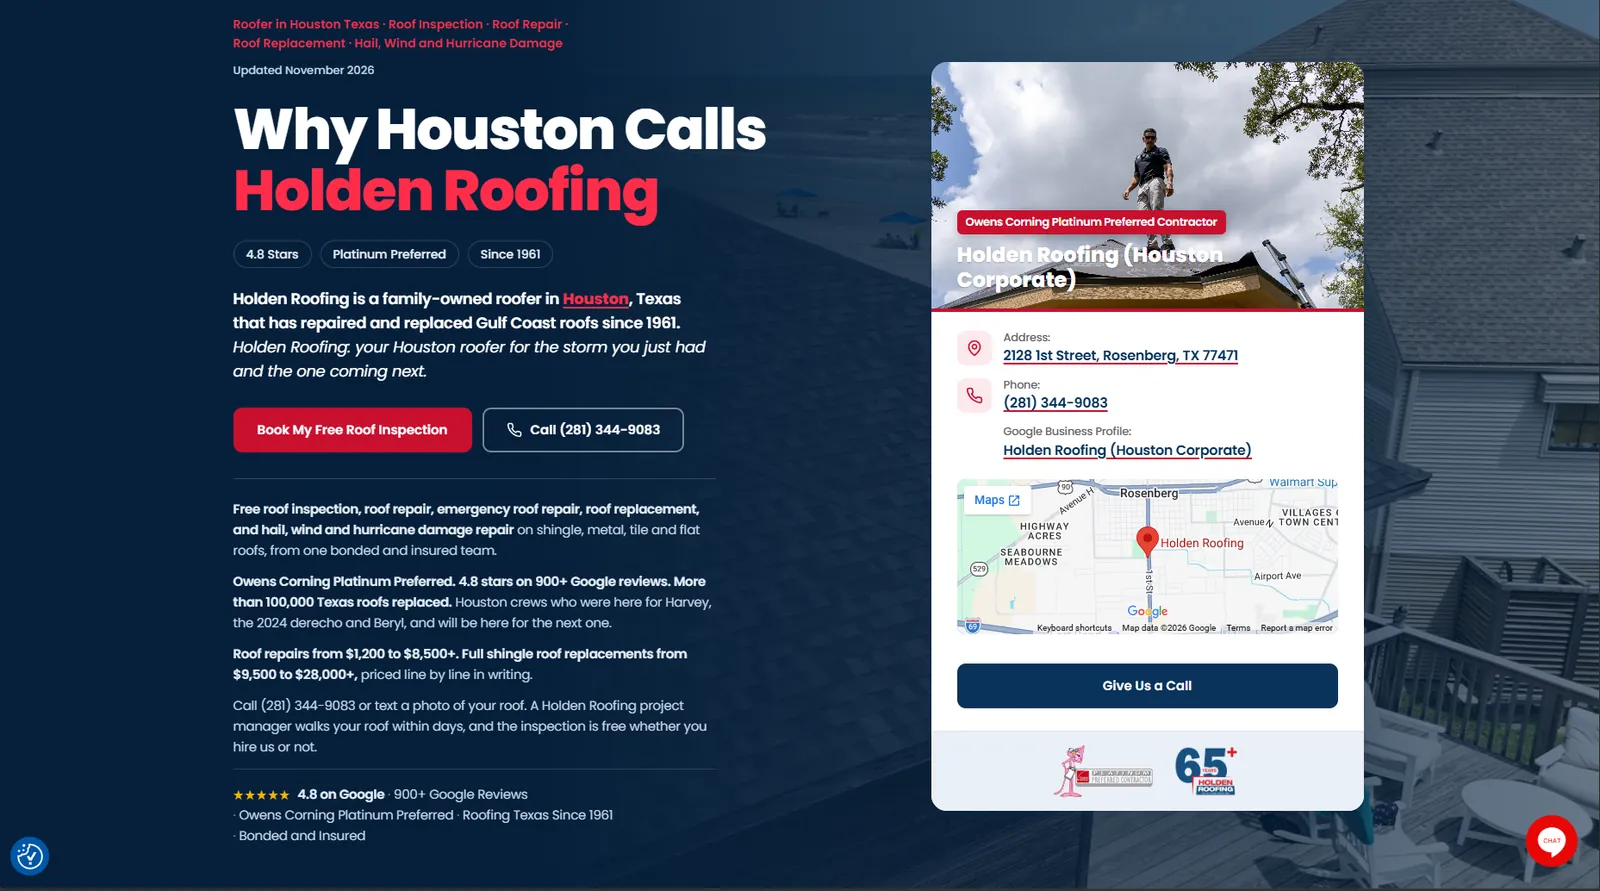 Roofer in Houston Texas · Roof Inspection · Roof Repair ·
Roof Replacement · Hail, Wind and Hurricane Damage
Updated November 2026
Why Houston Calls
Holden Roofing
4.8 Stars
Platinum Preferred
Since 1961
Holden Roofing is a family-owned roofer in Houston, Texas
that has repaired and replaced Gulf Coast roofs since 1961.
Holden Roofing: your Houston roofer for the storm you just had
and the one coming next.
Book My Free Roof Inspection
Call (281) 344-9083
Free roof inspection, roof repair, emergency roof repair, roof replacement,
and hail, wind and hurricane damage repair on shingle, metal, tile and flat
roofs, from one bonded and insured team.
Owens Corning Platinum Preferred. 4.8 stars on 900+ Google reviews. More
than 100,000 Texas roofs replaced. Houston crews who were here for Harvey,
the 2024 derecho and Beryl, and will be here for the next one.
Roof repairs from $1,200 to $8,500+. Full shingle roof replacements from
$9,500 to $28,000+, priced line by line in writing.
Call (281) 344-9083 or text a photo of your roof. A Holden Roofing project
manager walks your roof within days, and the inspection is free whether you
hire us or not.
★★★★★ 4.8 on Google · 900+ Google Reviews
· Owens Corning Platinum Preferred · Roofing Texas Since 1961
· Bonded and Insured
Owens Corning Platinum Preferred Contractor
Holden Roofing (Houston
Corporate)
Address:
2128 1st Street, Rosenberg, TX 77471
Phone:
(281) 344-9083
Google Business Profile:
Holden Roofing (Houston Corporate)
Maps
90
Avenue H
Rosenberg
Walmart Sup
HIGHWAY
ACRES
SEABOURNE
MEADOWS
529
Avenue N
VILLAGES
TOWN CENT
Holden Roofing
1st St
Airport Ave
69
Google
Keyboard shortcuts
Map data ©2026 Google
Terms
Report a map error
Give Us a Call
PLATINUM
PREFERRED CONTRACTOR
65+
YEARS
HOLDEN
ROOFING
CHAT